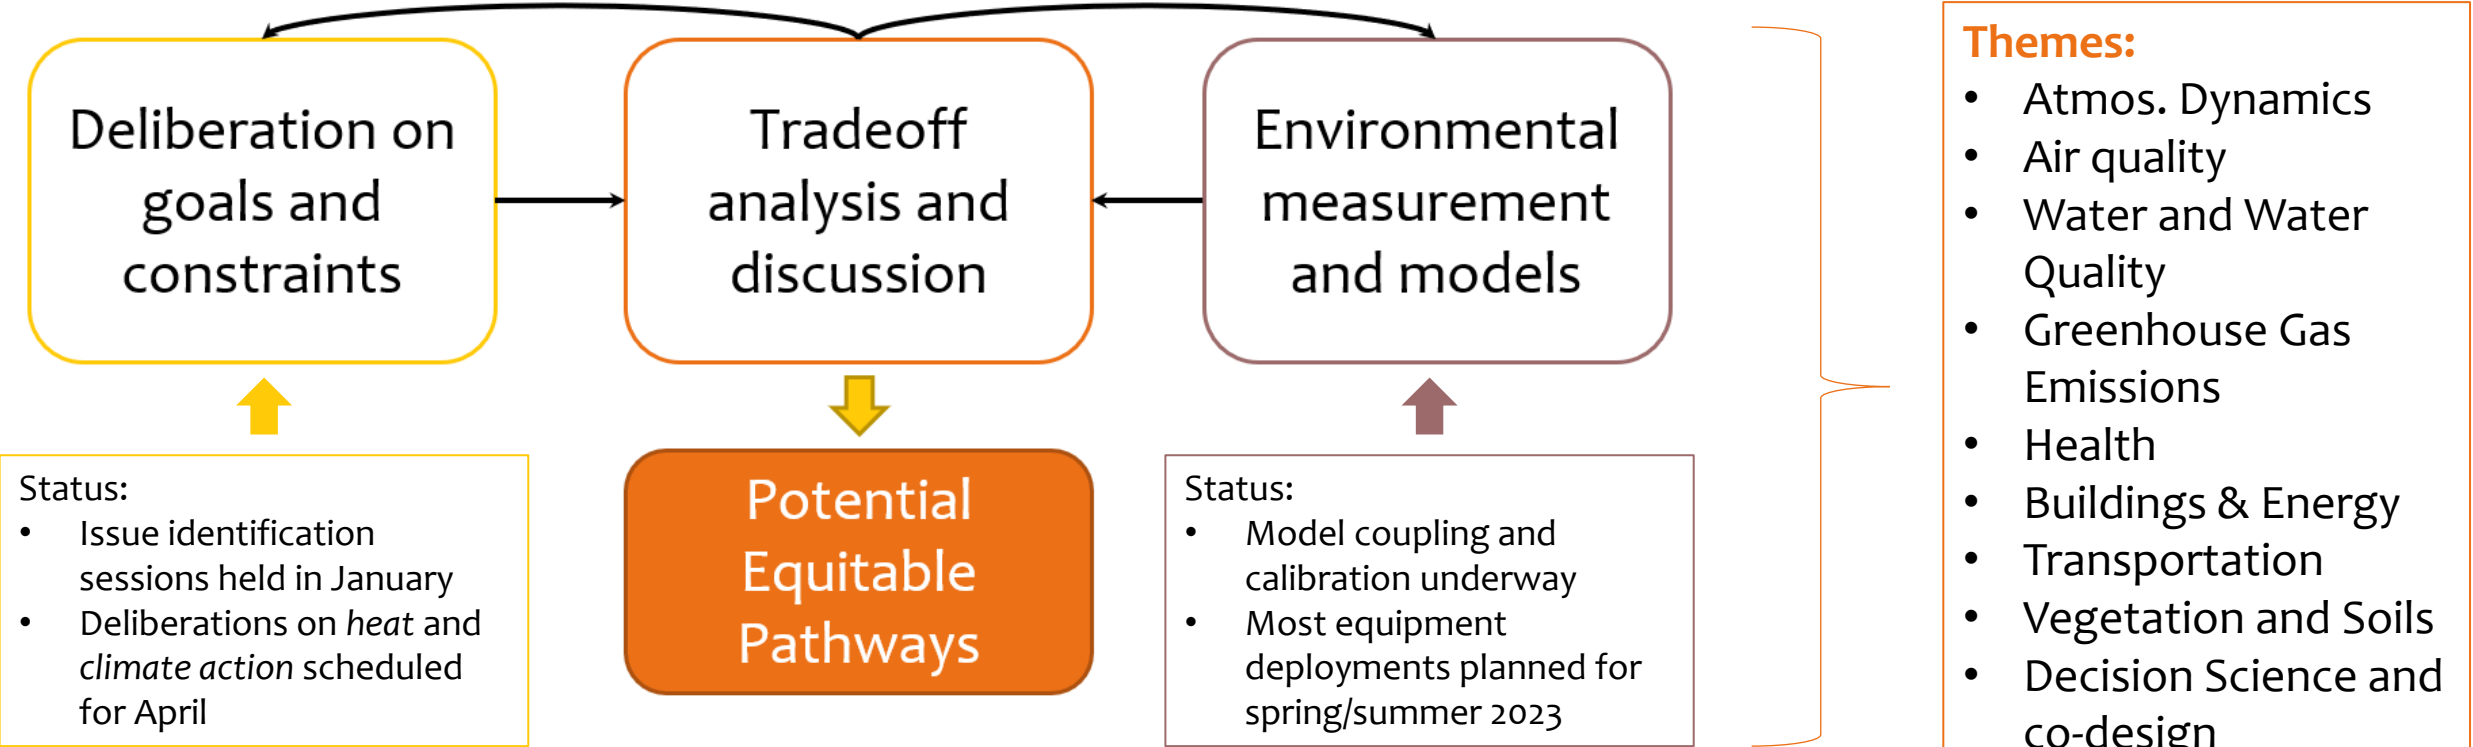 Deliberation on
goals and
constraints
Tradeoff
analysis and
discussion
Environmental
measurement
and models
Status:
• Issue identification
sessions held in January
• Deliberations on heat and
climate action scheduled
for April
Potential
Equitable
Pathways
Status:
• Model coupling and
calibration underway
• Most equipment
deployments planned for
spring/summer 2023
Themes:
• Atmos. Dynamics
• Air quality
• Water and Water
Quality
• Greenhouse Gas
Emissions
• Health
• Buildings & Energy
• Transportation
• Vegetation and Soils
• Decision Science and
co-design